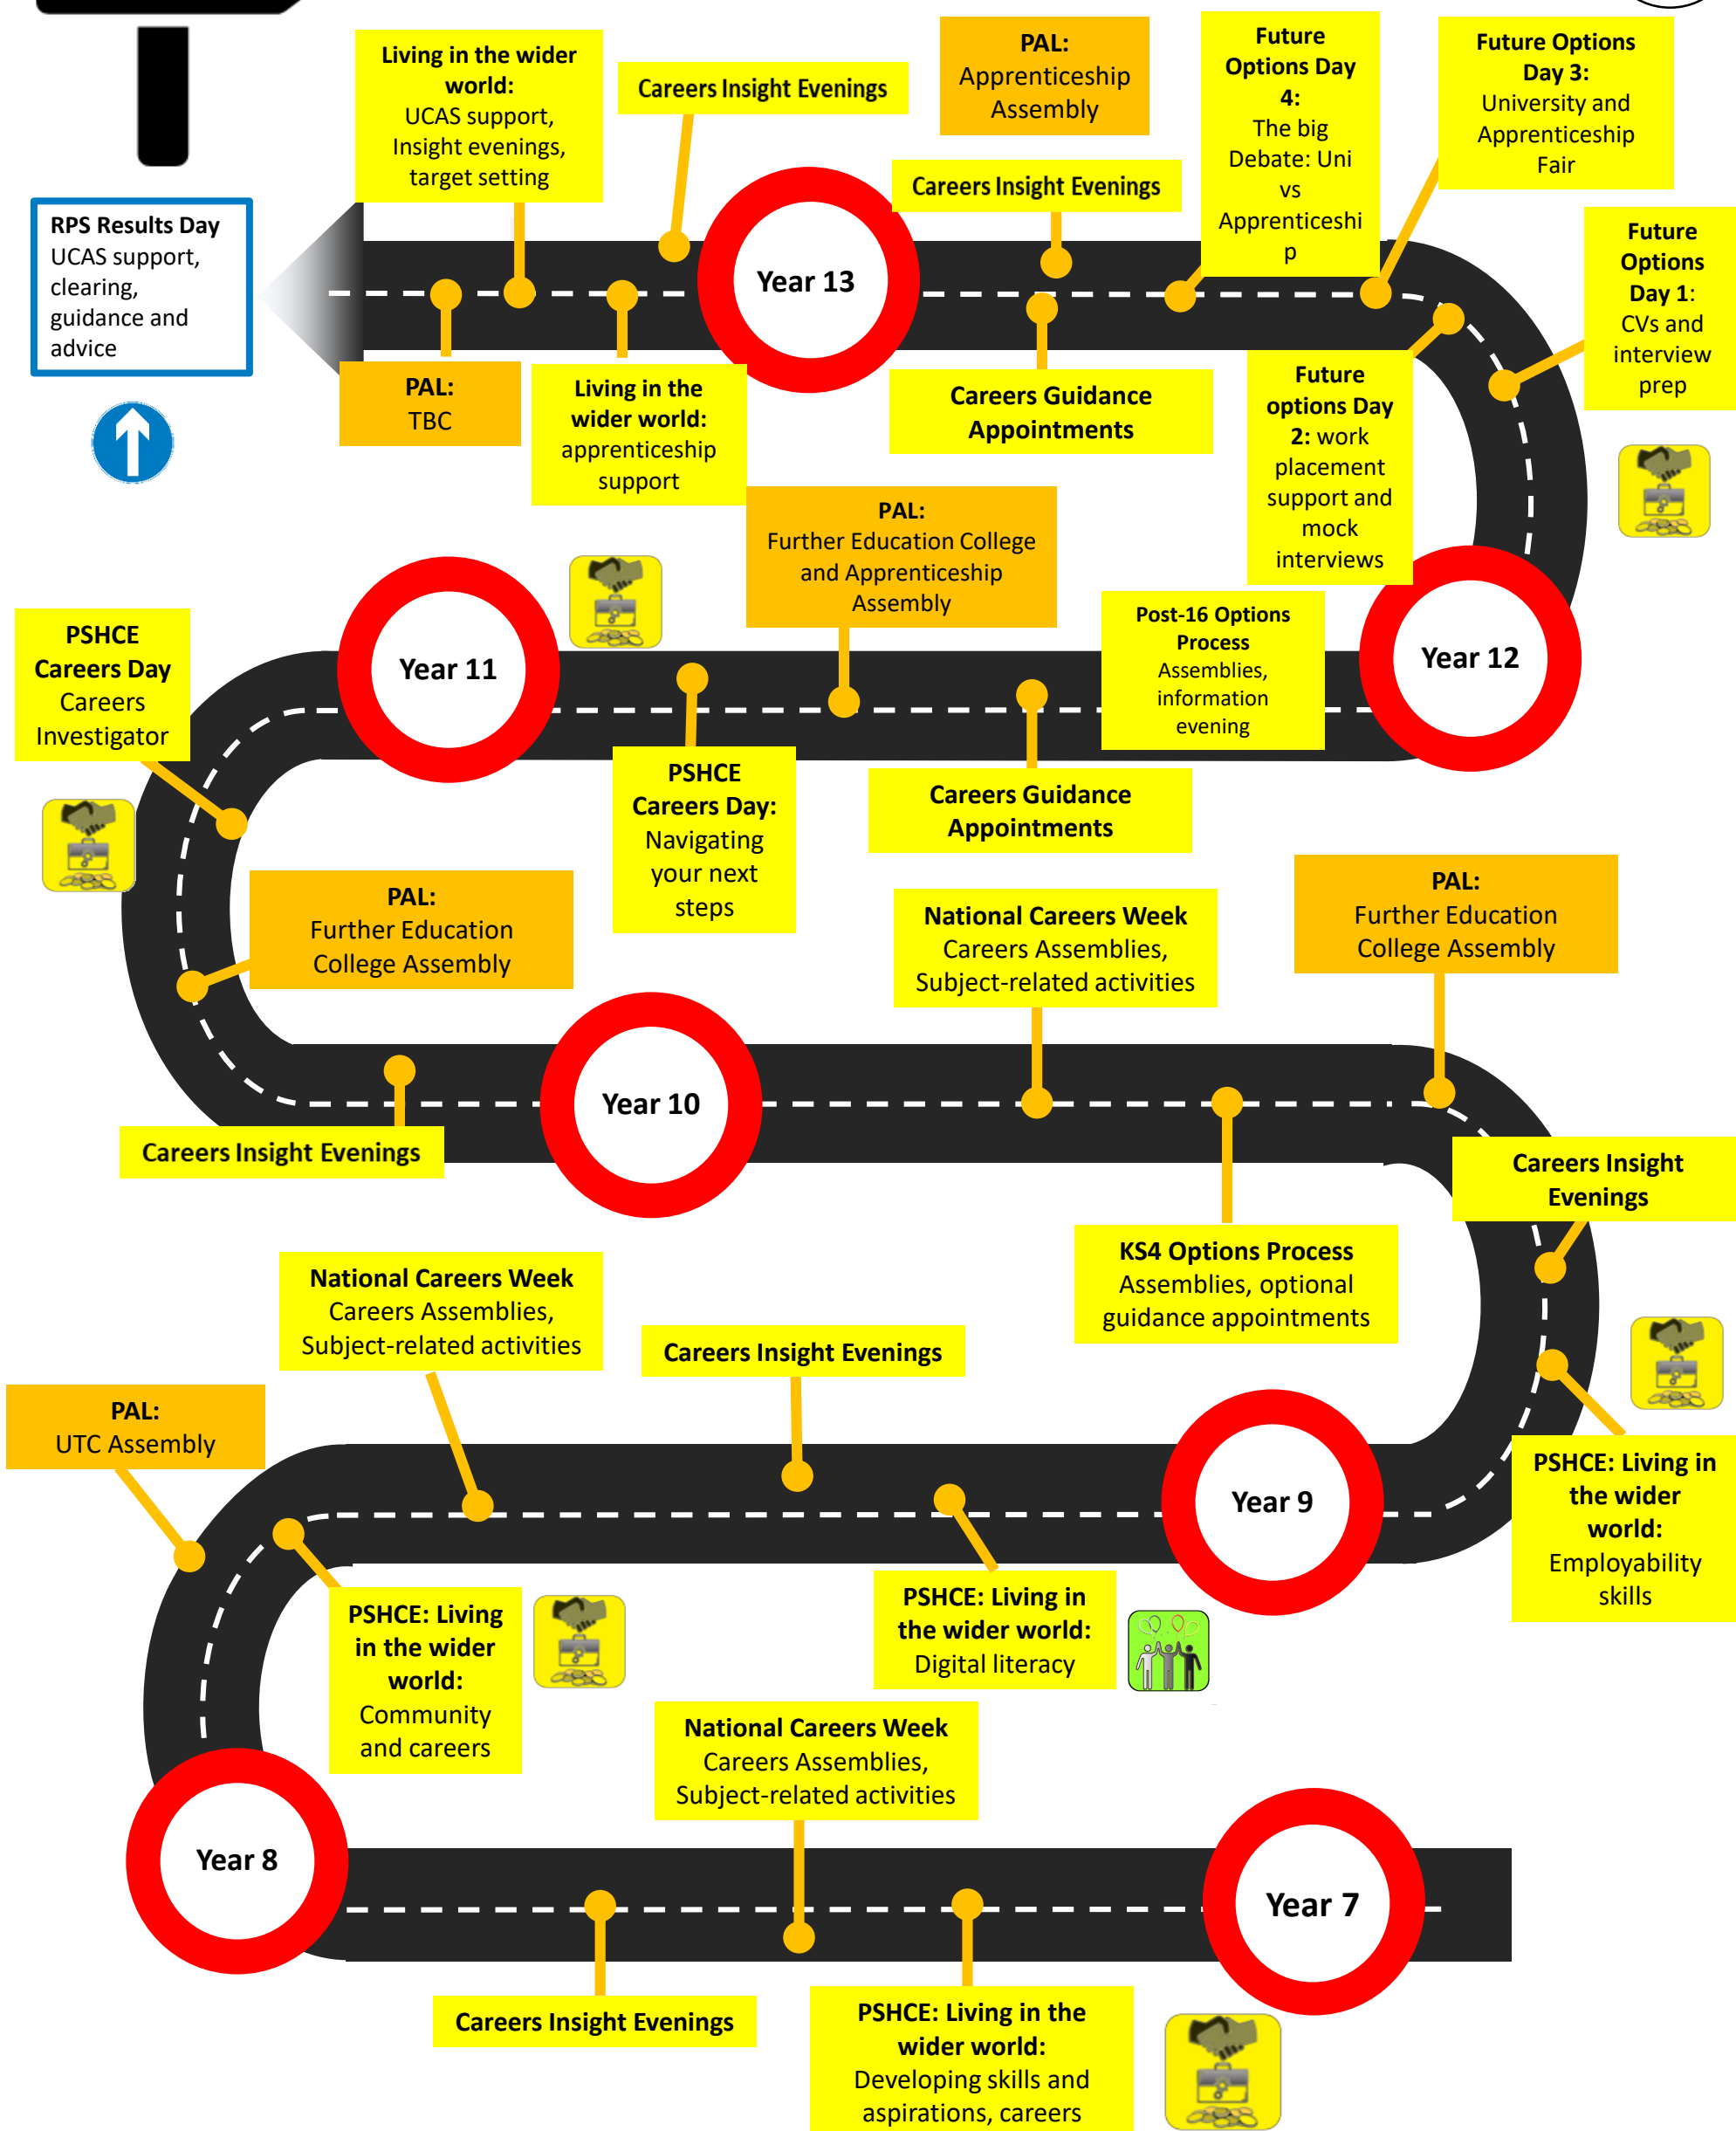 Living in the wider
world:
UCAS support,
Insight evenings,
target setting
Careers Insight Evenings
PAL:
Apprenticeship
Assembly
Future
Options Day
4:
The big
Debate: Uni
vs
Apprenticeshi
p
Future Options
Day 3:
University and
Apprenticeship
Fair
Careers Insight Evenings
RPS Results Day
UCAS support,
clearing,
guidance and
advice
Year 13
Future
Options
Day 1:
CVs and
interview
prep
PAL:
TBC
Living in the
wider world:
apprenticeship
support
Careers Guidance
Appointments
Future
options Day
2: work
placement
support and
mock
interviews
PAL:
Further Education College
and Apprenticeship
Assembly
Post-16 Options
Process
Assemblies,
information
evening
Year 12
PSHCE
Careers Day
Careers
Investigator
Year 11
PSHCE
Careers Day:
Navigating
your next
steps
Careers Guidance
Appointments
PAL:
Further Education
College Assembly
National Careers Week
Careers Assemblies,
Subject-related activities
PAL:
Further Education
College Assembly
Year 10
Careers Insight Evenings
Careers Insight
Evenings
KS4 Options Process
Assemblies, optional
guidance appointments
National Careers Week
Careers Assemblies,
Subject-related activities
Careers Insight Evenings
PAL:
UTC Assembly
Year 9
PSHCE: Living in
the wider
world:
Employability
skills
PSHCE: Living
in the wider
world:
Community
and careers
PSHCE: Living in
the wider world:
Digital literacy
National Careers Week
Careers Assemblies,
Subject-related activities
Year 8
Year 7
Careers Insight Evenings
PSHCE: Living in the
wider world:
Developing skills and
aspirations, careers